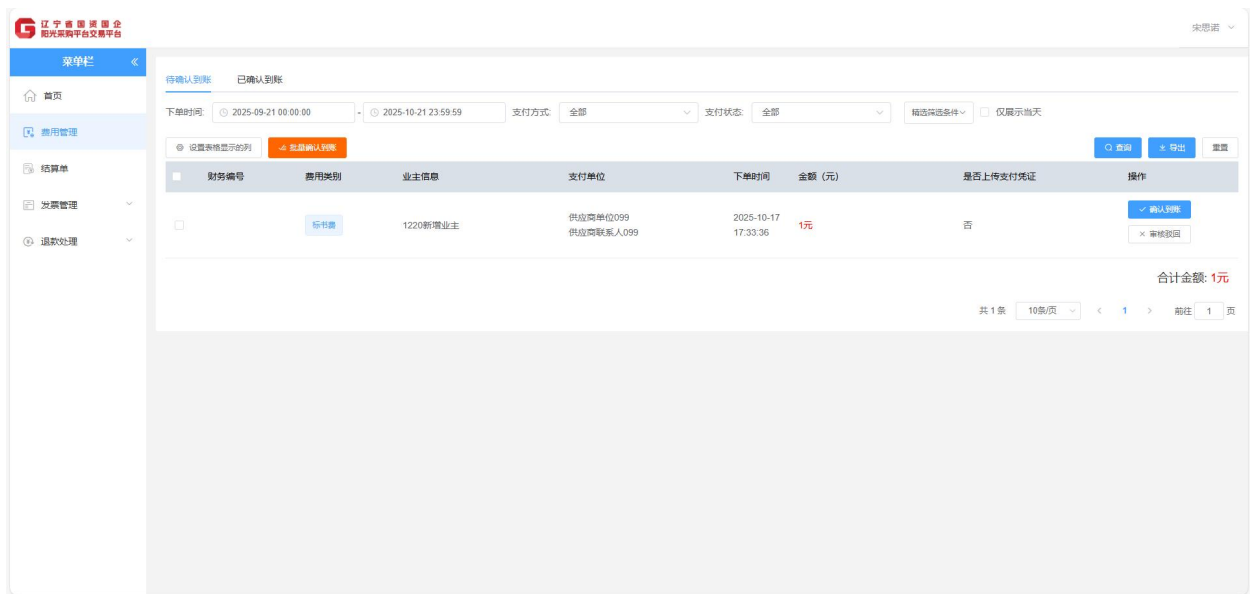 辽宁省国资国企
阳光采购平台交易平台
宋思诺
菜单栏
首页
费用管理
结算单
发票管理
退款处理
待确认到账 已确认到账
下单时间: 2025-09-21 00:00:00 - 2025-10-21 23:59:59 支付方式: 全部 支付状态: 全部 精选筛选条件 仅展示当天
设置表格显示的列 批量确认到账 查询 导出 重置
财务编号 费用类别 业主信息 支付单位 下单时间 金额（元） 是否上传支付凭证 操作
标书费 1220新增业主 供应商单位099 2025-10-17 1元 否 确认到账
供应商联系人099 17:33:36 审核驳回
合计金额: 1元
共 1 条 10条/页 < 1 > 前往 1 页